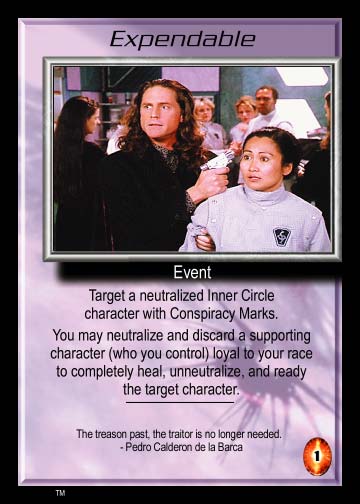 Expendable
Event
Target a neutralized Inner Circle
character with Conspiracy Marks.
You may neutralize and discard a supporting
character (who you control) loyal to your race
to completely heal, unneutralize, and ready
the target character.
The treason past, the traitor is no longer needed.
- Pedro Calderon de la Barca
1
TM